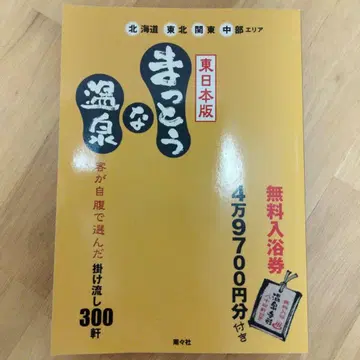 北海道 東北 関東 中部 エリア
東日本版
まっとうな
温泉
客が自腹で選んだ 掛け流し300軒
無料入浴券
4万9700円分付き
南々社